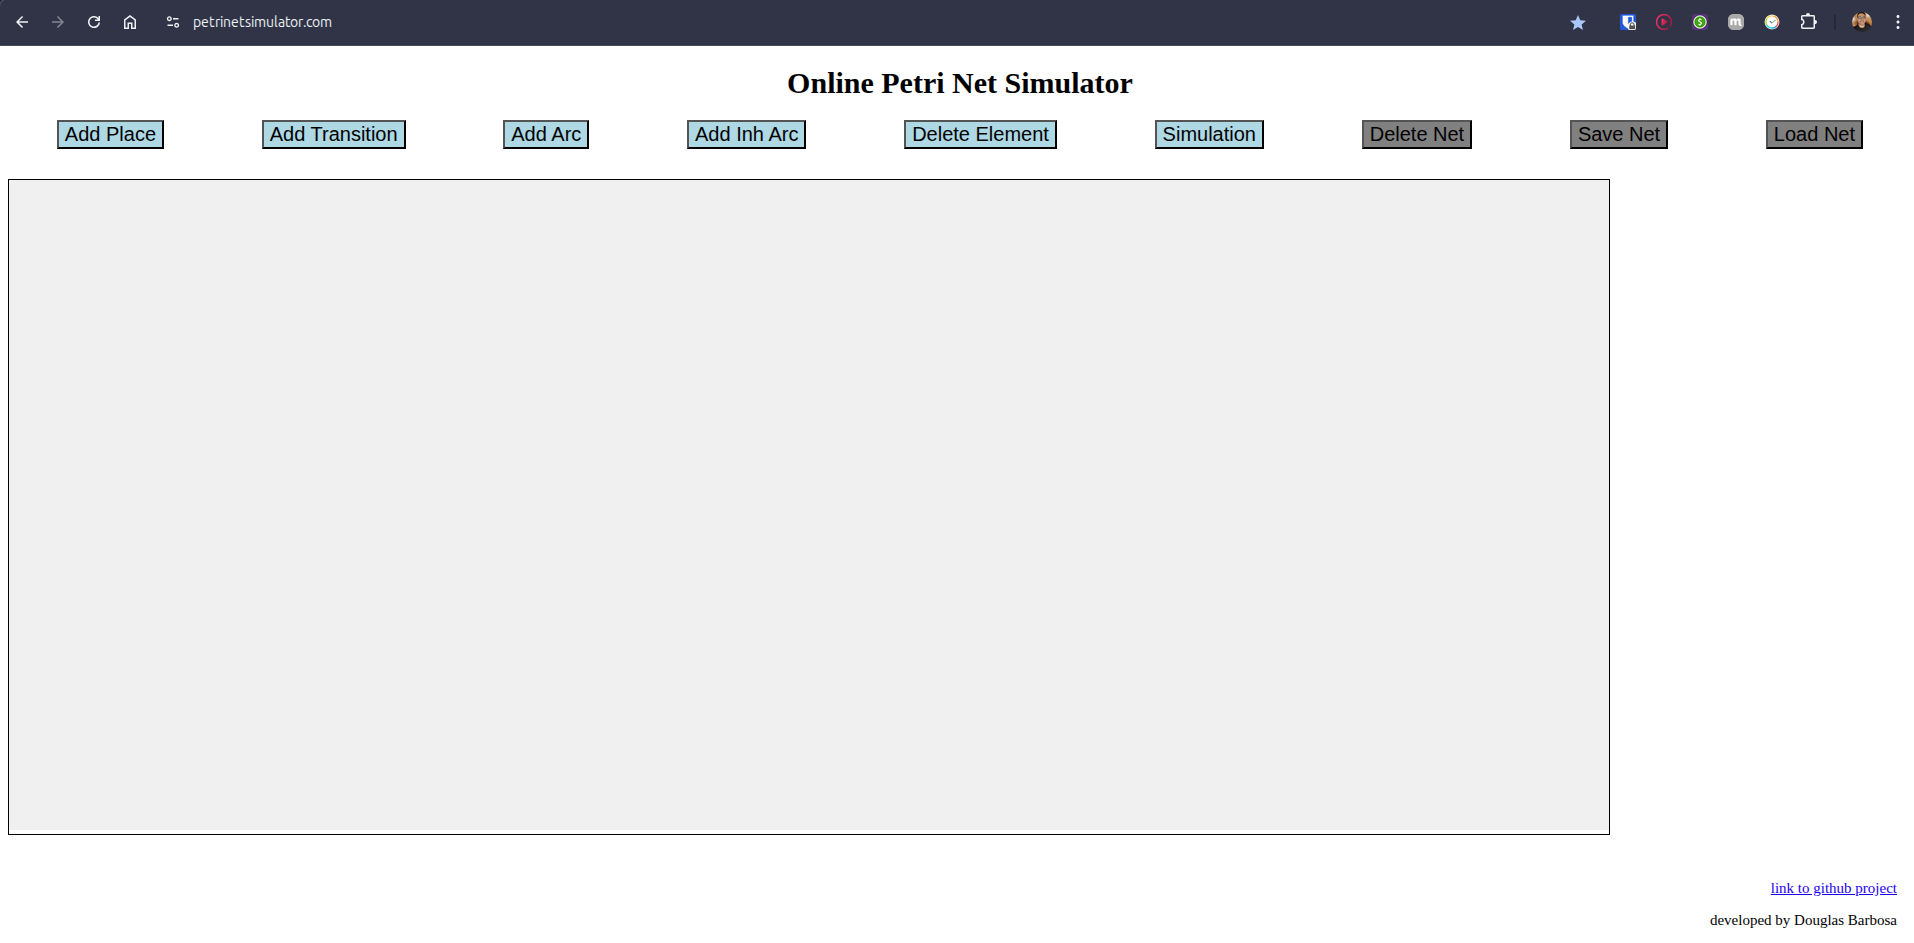 petrinetsimulator.com
Online Petri Net Simulator
Add Place Add Transition Add Arc Add Inh Arc Delete Element Simulation Delete Net Save Net Load Net
link to github project
developed by Douglas Barbosa